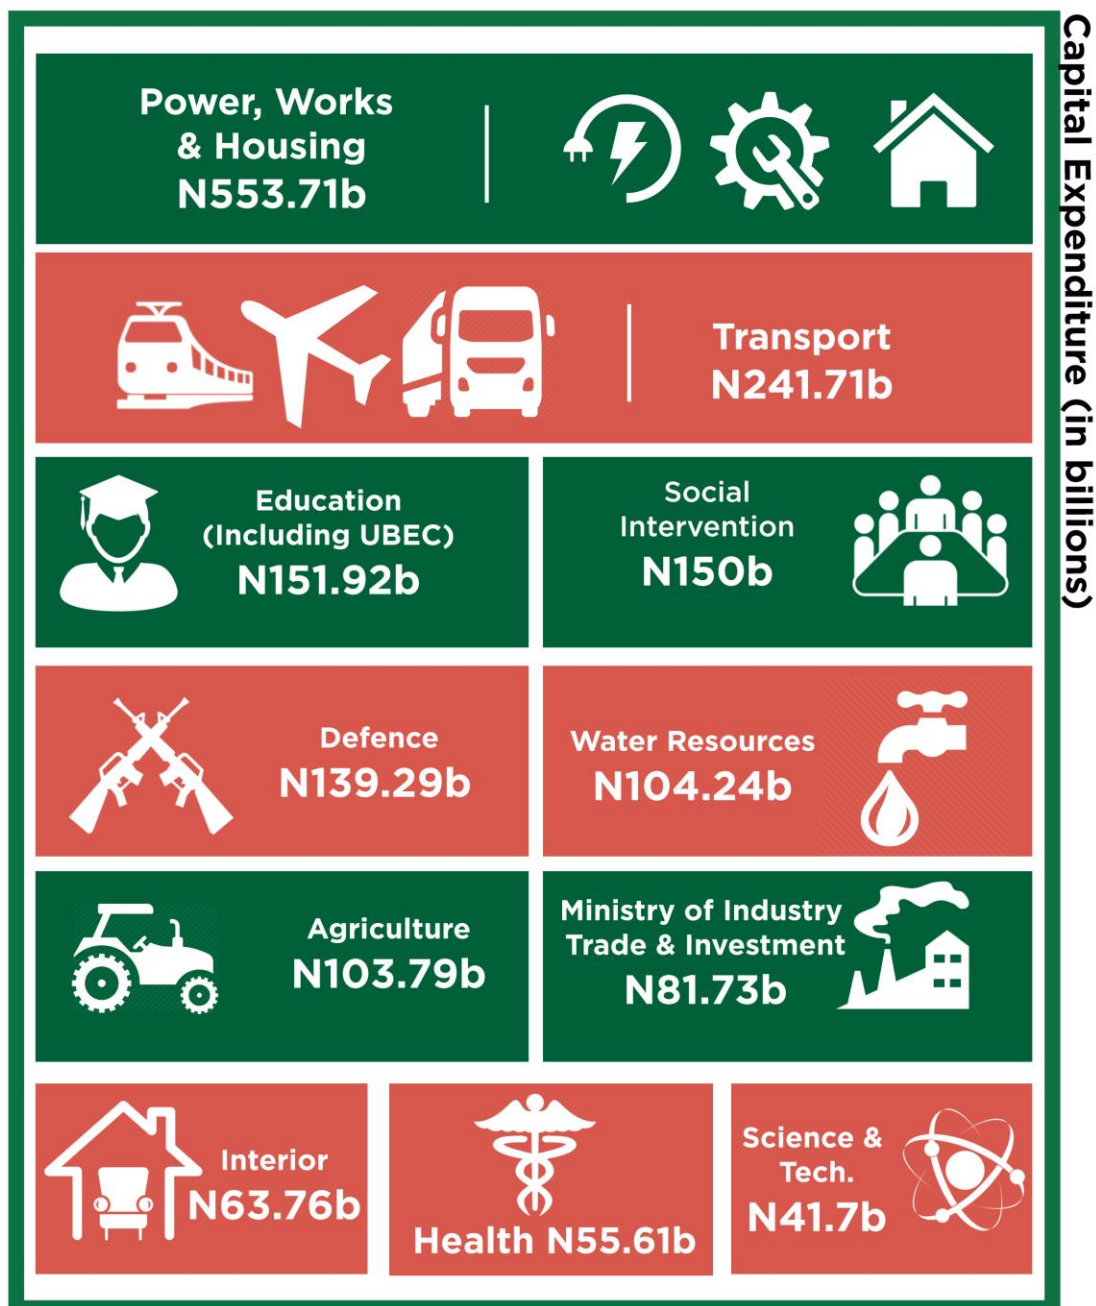 Power, Works
& Housing
N553.71b
Transport
N241.71b
Education
(Including UBEC)
N151.92b
Social
Intervention
N150b
Defence
N139.29b
Water Resources
N104.24b
Agriculture
N103.79b
Ministry of Industry
Trade & Investment
N81.73b
Interior
N63.76b
Health N55.61b
Science &
Tech.
N41.7b
Capital Expenditure (in billions)